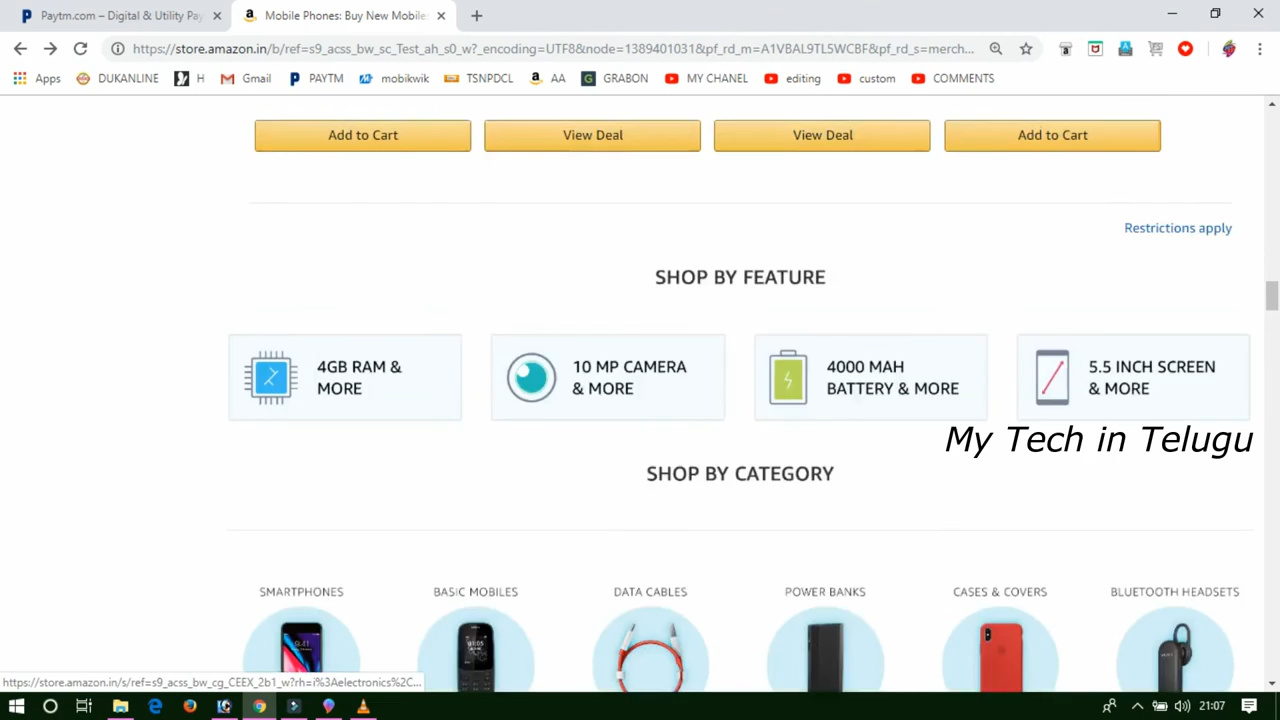 Paytm.com – Digital & Utility Pay
Mobile Phones: Buy New Mobile
https://store.amazon.in/b/ref=s9_acss_bw_sc_Test_ah_s0_w?_encoding=UTF8&node=1389401031&pf_rd_m=A1VBAL9TL5WCBF&pf_rd_s=merch...
Apps DUKANLINE H Gmail PAYTM mobikwik TSNPDCL AA GRABON MY CHANEL editing custom COMMENTS
Add to Cart View Deal View Deal Add to Cart
Restrictions apply
SHOP BY FEATURE
4GB RAM &
MORE
10 MP CAMERA
& MORE
4000 MAH
BATTERY & MORE
5.5 INCH SCREEN
& MORE
My Tech in Telugu
SHOP BY CATEGORY
SMARTPHONES BASIC MOBILES DATA CABLES POWER BANKS CASES & COVERS BLUETOOTH HEADSETS
https://store.amazon.in/s/ref=s9_acss_bw_cg_CEEX_2b1_w?rh=i%3Aelectronics%2C...
21:07